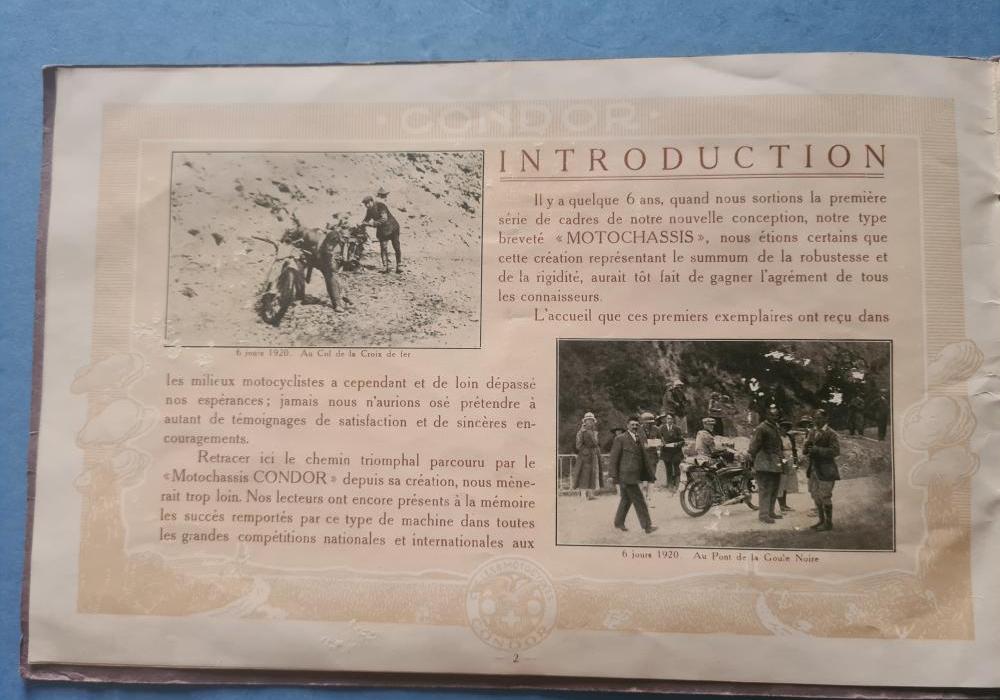 CONDOR
INTRODUCTION
Il y a quelque 6 ans, quand nous sortions la première
série de cadres de notre nouvelle conception, notre type
breveté «MOTOCHASSIS», nous étions certains que
cette création représentant le summum de la robustesse et
de la rigidité, aurait tôt fait de gagner l'agrément de tous
les connaisseurs.
L'accueil que ces premiers exemplaires ont reçu dans
6 jours 1920. Au Col de la Croix de fer
les milieux motocyclistes a cependant et de loin dépassé
nos espérances; jamais nous n'aurions osé prétendre à
autant de témoignages de satisfaction et de sincères en-
couragements.
Retracer ici le chemin triomphal parcouru par le
«Motochassis CONDOR» depuis sa création, nous mène-
rait trop loin. Nos lecteurs ont encore présents à la mémoire
les succès remportés par ce type de machine dans toutes
les grandes compétitions nationales et internationales aux
6 jours 1920. Au Pont de la Goule Noire
CONDOR
2